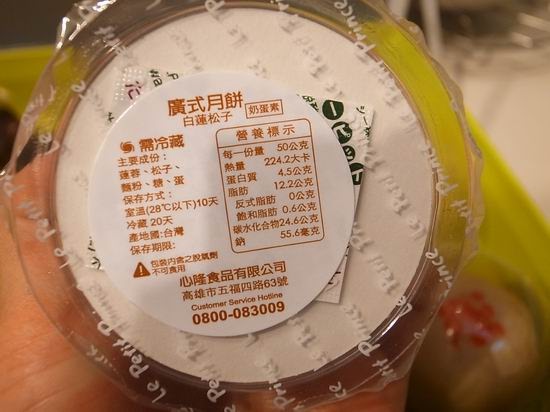 廣式月餅
白蓮松子 奶蛋素
需冷藏
主要成份：
蓮蓉、松子、
麵粉、糖、蛋
保存方式：
室溫(28℃以下)10天
冷藏 20天
產地國:台灣
保存期限:
營養標示
每一份量 50公克
熱量 224.2大卡
蛋白質 4.5公克
脂肪 12.2公克
反式脂肪 0公克
飽和脂肪 0.6公克
碳水化合物24.6公克
鈉 55.6毫克
包裝內含之脫氧劑
不可食用
心隆食品有限公司
高雄市五福四路63號
Customer Service Hotline
0800-083009
Le Petit Prince